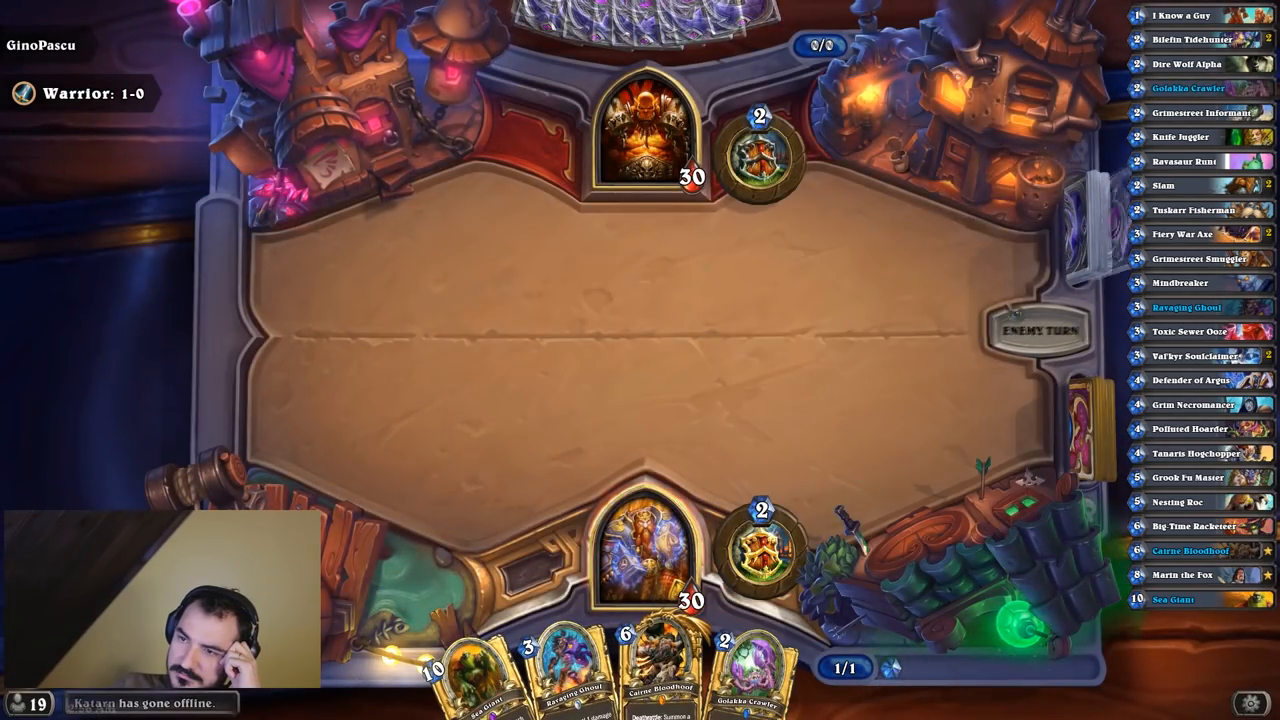 GinoPascu
Warrior: 1-0
0/0
2
30
ENEMY TURN
2
30
10
Sea Giant
3
Ravaging Ghoul
6
Cairne Bloodhoof
Deathrattle: Summon a
2
Golakka Crawler
1/1
19
Katarn has gone offline.
1 I Know a Guy
2 Bilefin Tidehunter 2
2 Dire Wolf Alpha
2 Golakka Crawler
2 Grimestreet Informant
2 Knife Juggler
2 Ravasaur Runt
2 Slam 2
2 Tuskarr Fisherman
3 Fiery War Axe 2
3 Grimestreet Smuggler
3 Mindbreaker
3 Ravaging Ghoul
3 Toxic Sewer Ooze
3 Val'kyr Soulclaimer 2
4 Defender of Argus
4 Grim Necromancer
4 Polluted Hoarder
4 Tanaris Hogchopper
5 Grook Fu Master
5 Nesting Roc
6 Big-Time Racketeer
6 Cairne Bloodhoof
8 Marin the Fox
10 Sea Giant